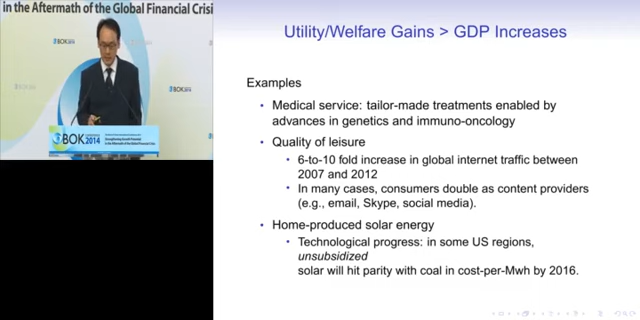 in the Aftermath of the Global Financial Crisi
BOK
BOK
BOK
2014
Utility/Welfare Gains > GDP Increases
Examples
Medical service: tailor-made treatments enabled by
advances in genetics and immuno-oncology
Quality of leisure
6-to-10 fold increase in global internet traffic between
2007 and 2012
In many cases, consumers double as content providers
(e.g., email, Skype, social media).
Home-produced solar energy
Technological progress: in some US regions,
unsubsidized
solar will hit parity with coal in cost-per-Mwh by 2016.